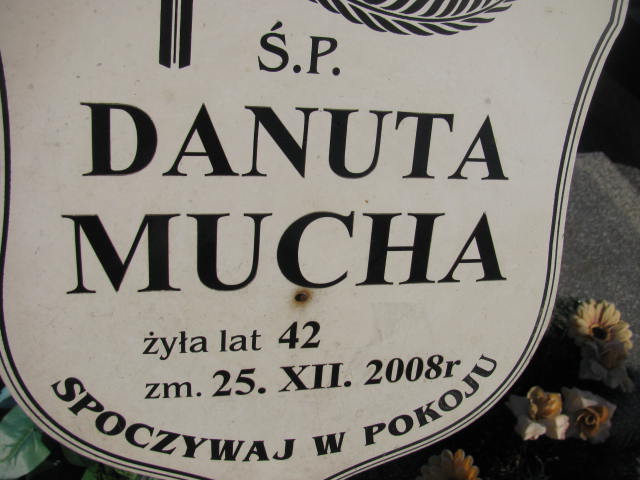 Ś.P.
DANUTA
MUCHA
żyła lat 42
zm. 25. XII. 2008r
SPOCZYWAJ W POKOJU